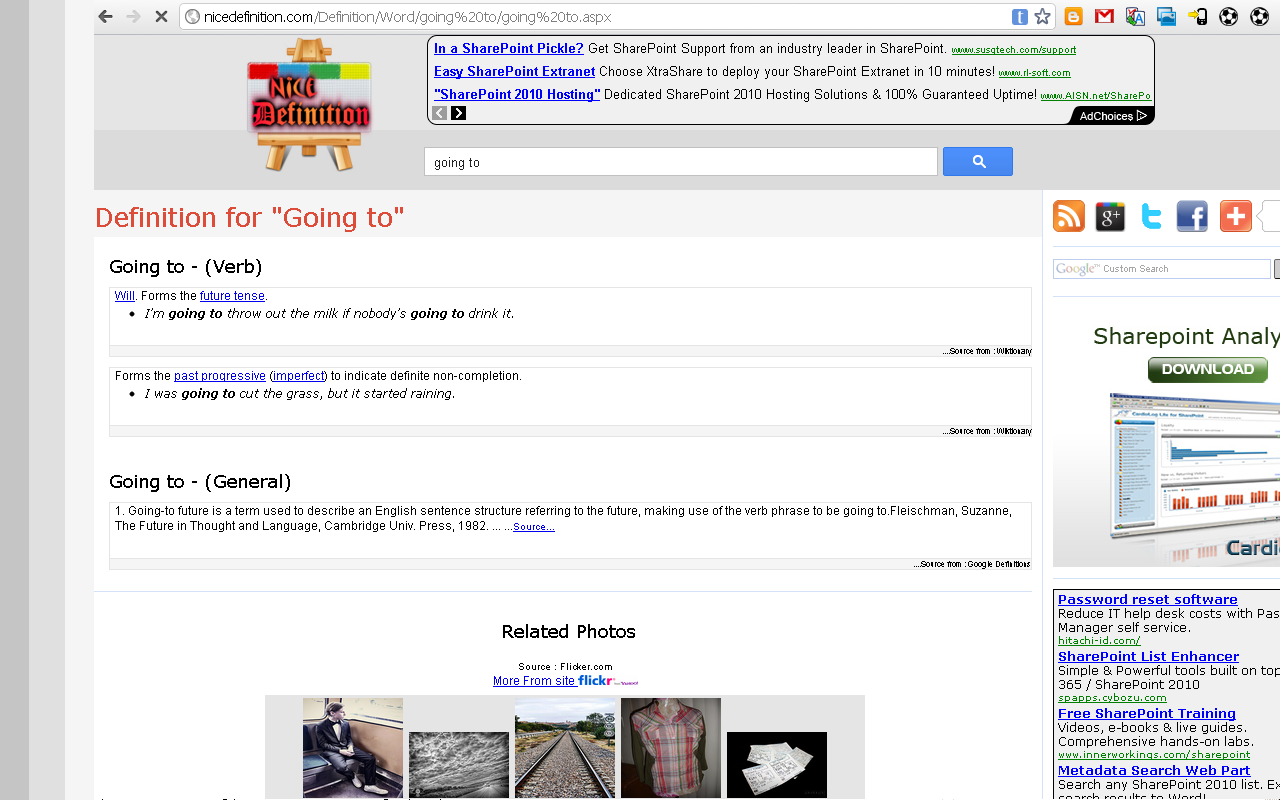 nicedefinition.com/Definition/Word/going%20to/going%20to.aspx
In a SharePoint Pickle? Get SharePoint Support from an industry leader in SharePoint. www.susqtech.com/support
Easy SharePoint Extranet Choose XtraShare to deploy your SharePoint Extranet in 10 minutes! www.rl-soft.com
"SharePoint 2010 Hosting" Dedicated SharePoint 2010 Hosting Solutions & 100% Guaranteed Uptime! www.AISN.net/SharePo
AdChoices
NiCE
Definition
going to
Definition for "Going to"
Going to - (Verb)
Will. Forms the future tense.
• I'm going to throw out the milk if nobody's going to drink it.
....Source from : Wiktionary
Forms the past progressive (imperfect) to indicate definite non-completion.
• I was going to cut the grass, but it started raining.
....Source from : Wiktionary
Going to - (General)
1. Going-to future is a term used to describe an English sentence structure referring to the future, making use of the verb phrase to be going to.Fleischman, Suzanne,
The Future in Thought and Language, Cambridge Univ. Press, 1982. ... ...Source...
....Source from : Google Definitions
Related Photos
Source : Flicker.com
More From site flickr
Google™ Custom Search
Sharepoint Analy
DOWNLOAD
CardioLog Lite for SharePoint
Cardi
Password reset software
Reduce IT help desk costs with Pas
Manager self service.
hitachi-id.com/
SharePoint List Enhancer
Simple & Powerful tools built on top
365 / SharePoint 2010
spapps.cybozu.com
Free SharePoint Training
Videos, e-books & live guides.
Comprehensive hands-on labs.
www.innerworkings.com/sharepoint
Metadata Search Web Part
Search any SharePoint 2010 list. Ex
search results to Word!